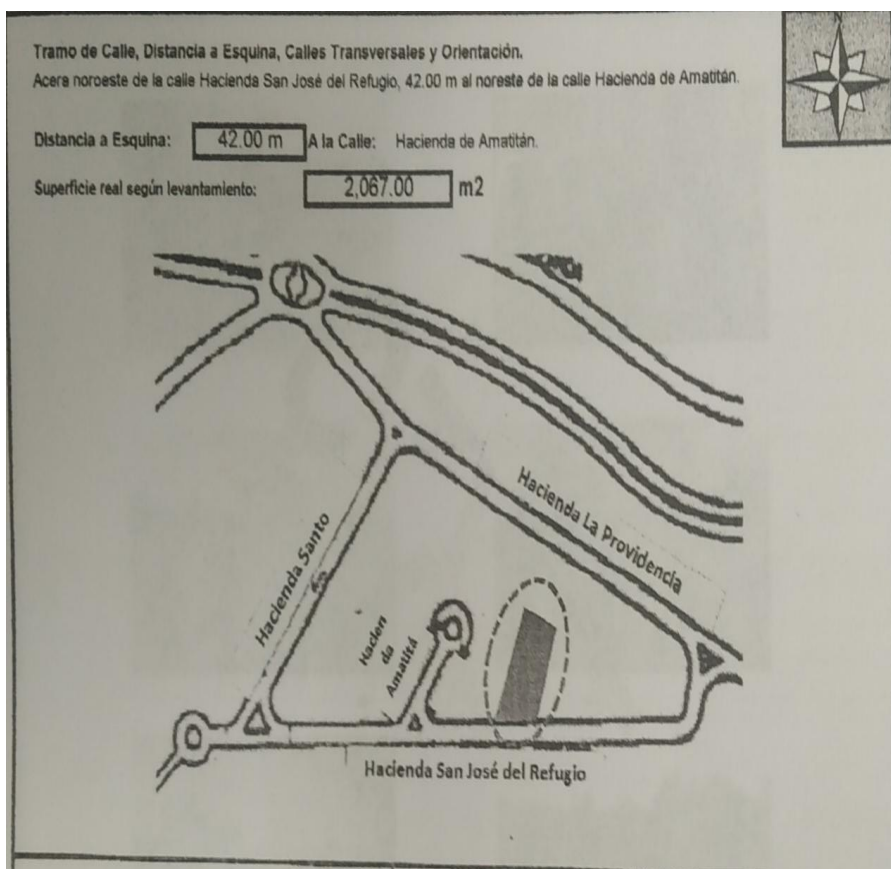 N
Tramo de Calle, Distancia a Esquina, Calles Transversales y Orientación.
Acera noroeste de la calle Hacienda San José del Refugio, 42.00 m al noreste de la calle Hacienda de Amatitán.
Distancia a Esquina: 42.00 m A la Calle: Hacienda de Amatitán.
Superficie real según levantamiento: 2,067.00 m2
Hacienda La Providencia
Hacienda Santo
Hacien
da
Amatitá
Hacienda San José del Refugio